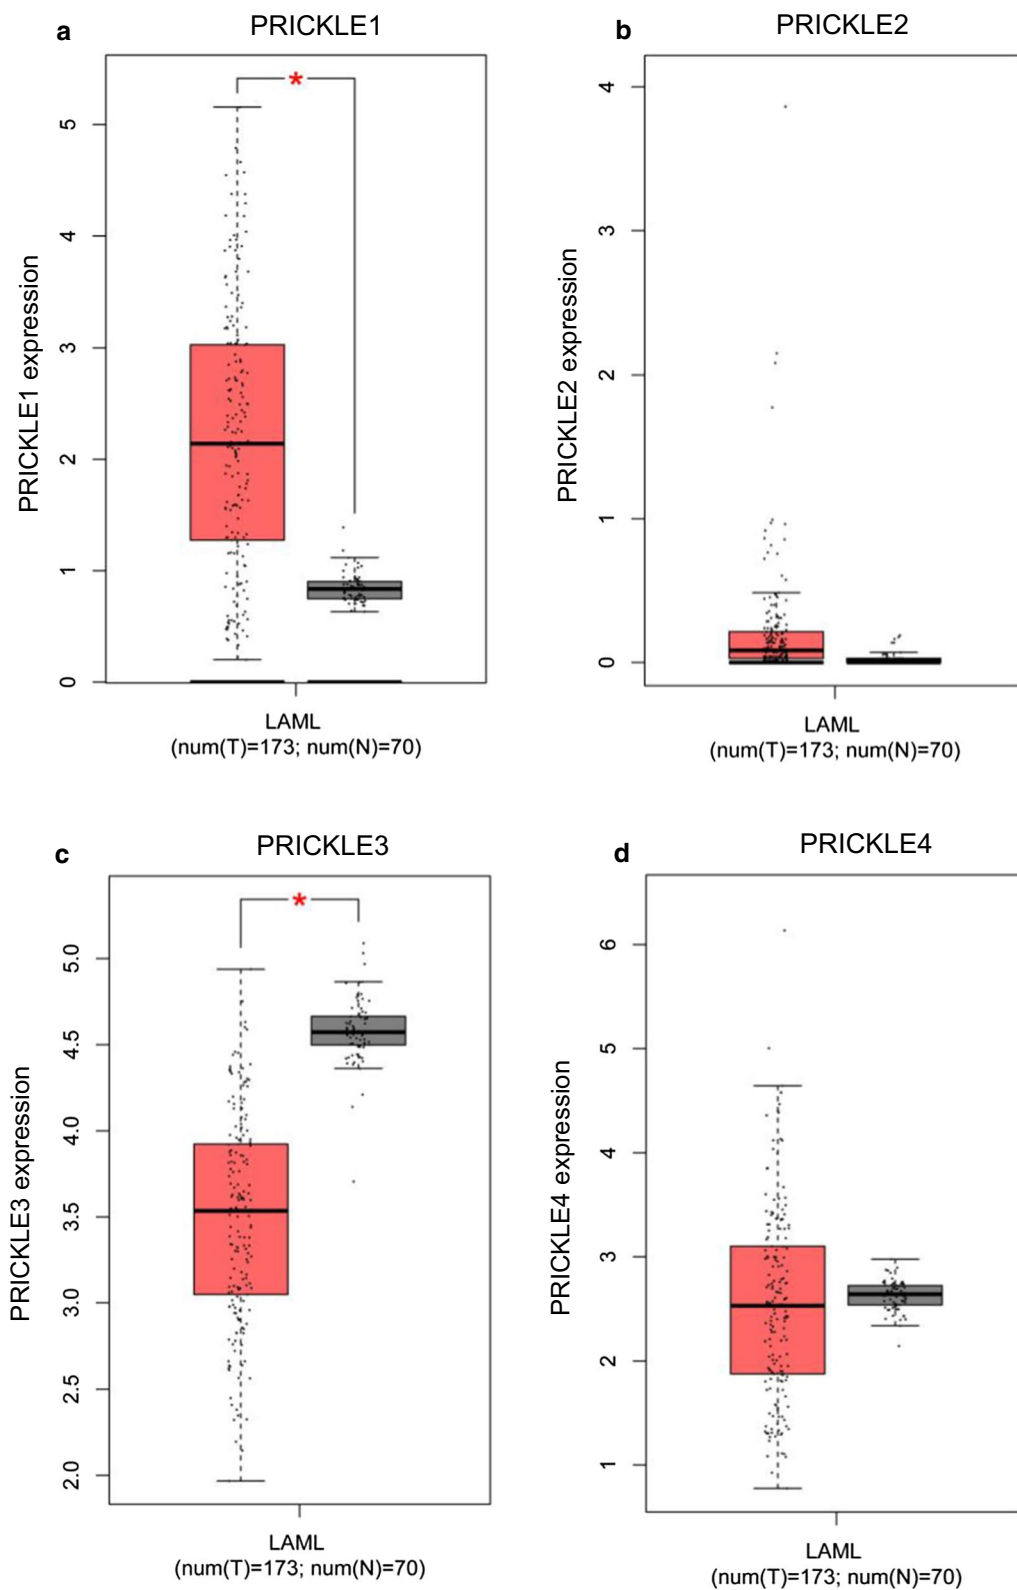 a
PRICKLE1
PRICKLE1 expression
5
4
3
2
1
0
*
LAML
(num(T)=173; num(N)=70)
b
PRICKLE2
PRICKLE2 expression
4
3
2
1
0
LAML
(num(T)=173; num(N)=70)
c
PRICKLE3
PRICKLE3 expression
5.0
4.5
4.0
3.5
3.0
2.5
2.0
*
LAML
(num(T)=173; num(N)=70)
d
PRICKLE4
PRICKLE4 expression
6
5
4
3
2
1
LAML
(num(T)=173; num(N)=70)